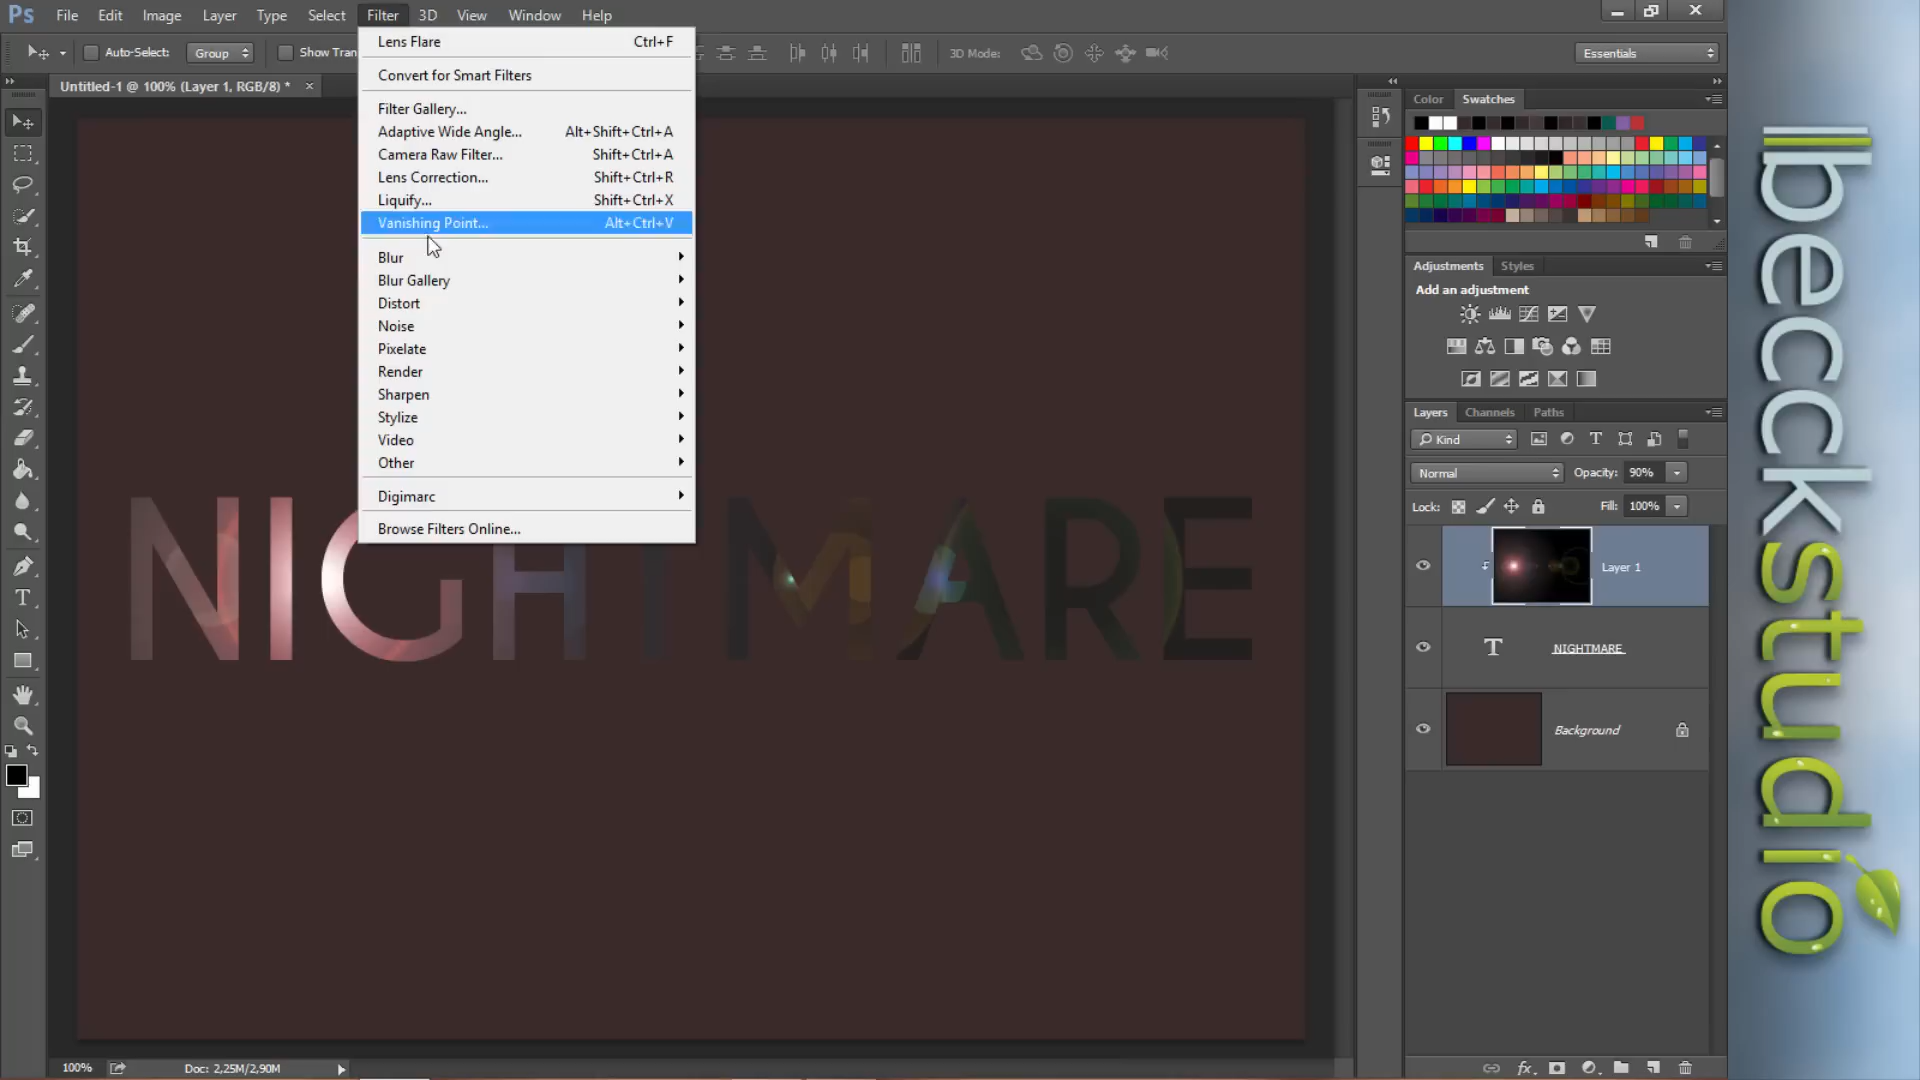 Ps File Edit Image Layer Type Select Filter 3D View Window Help
Auto-Select: Group Show Tran 3D Mode: Essentials
Untitled-1 @ 100% (Layer 1, RGB/8) * ×
Lens Flare Ctrl+F
Convert for Smart Filters
Filter Gallery...
Adaptive Wide Angle... Alt+Shift+Ctrl+A
Camera Raw Filter... Shift+Ctrl+A
Lens Correction... Shift+Ctrl+R
Liquify... Shift+Ctrl+X
Vanishing Point... Alt+Ctrl+V
Blur
Blur Gallery
Distort
Noise
Pixelate
Render
Sharpen
Stylize
Video
Other
Digimarc
Browse Filters Online...
NIGHTMARE
Color Swatches
Adjustments Styles
Add an adjustment
Layers Channels Paths
Kind
Normal Opacity: 90%
Lock: Fill: 100%
Layer 1
T NIGHTMARE
Background
fx
100% Doc: 2,25M/2,90M
lbeckstudio